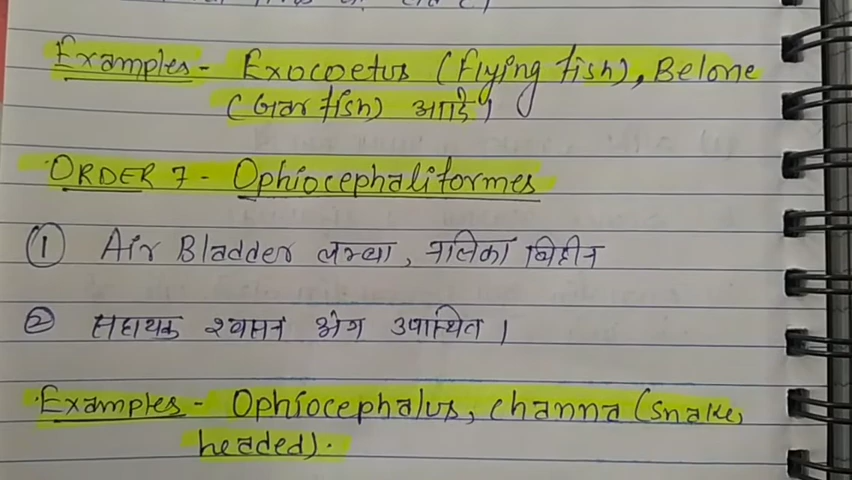 Examples - Exocoetus (Flying fish), Belone
(Gar fish) आदि।
ORDER 7 - Ophiocephaliformes
① Air Bladder लम्बा, नलिका विहीन
② सहायक श्वसन अंग उपस्थित।
Examples - Ophiocephalus, Channa (Snake,
headed).